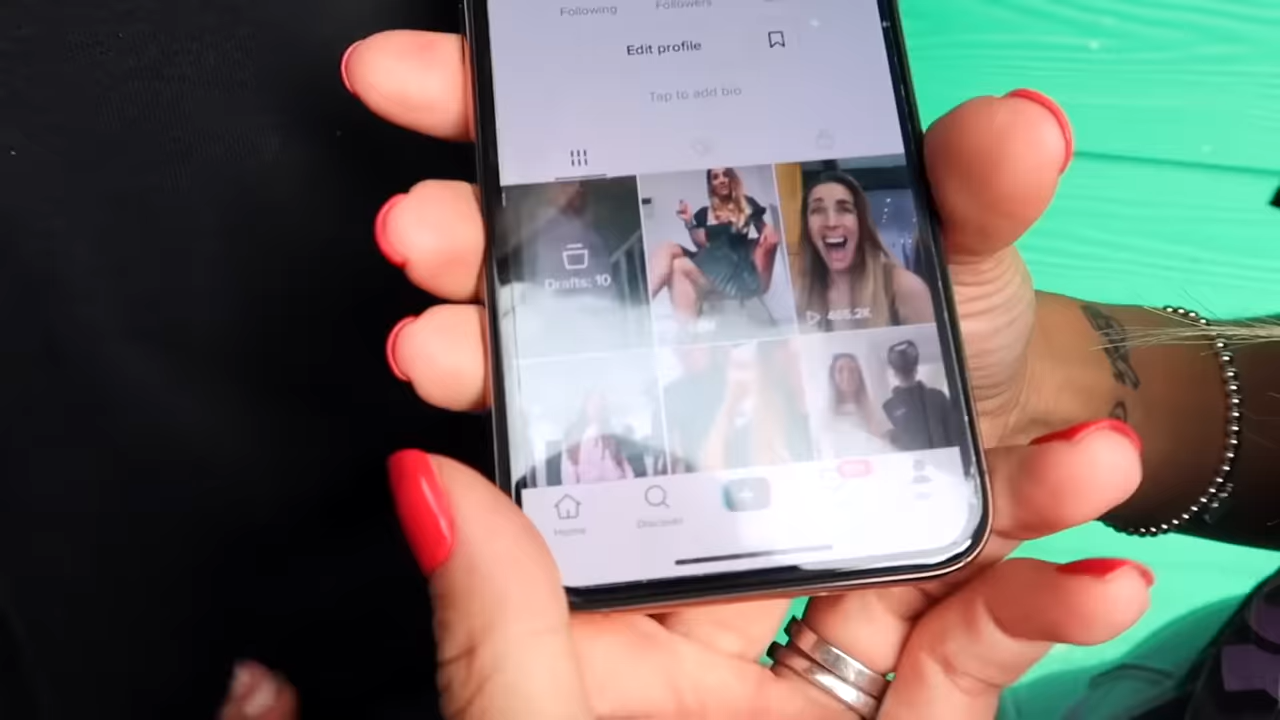 Following
Followers
Edit profile
Tap to add bio
Drafts: 10
465.2K
Home
Discover